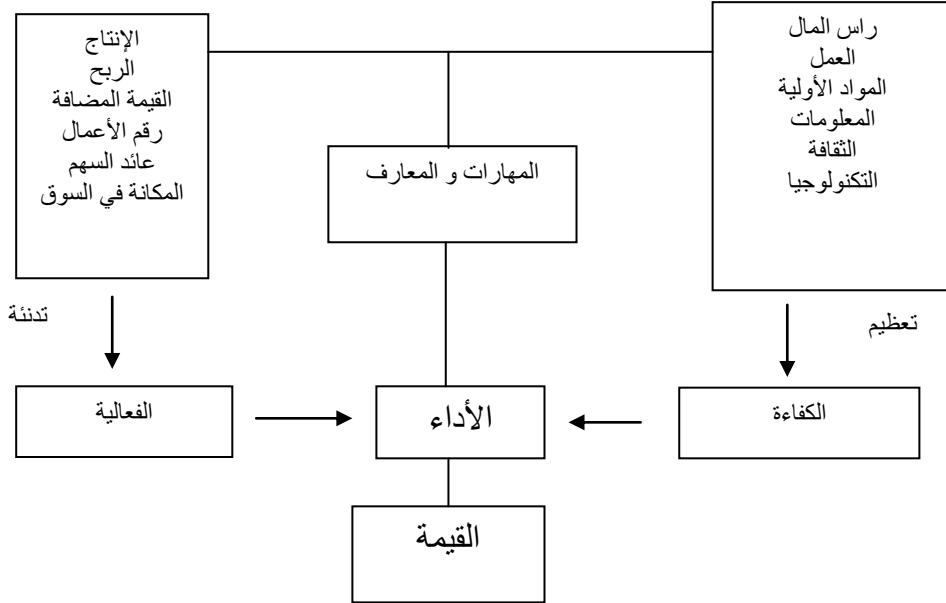 راس المال
العمل
المواد الأولية
المعلومات
الثقافة
التكنولوجيا
الإنتاج
الربح
القيمة المضافة
رقم الأعمال
عائد السهم
المكانة في السوق
المهارات و المعارف
تعظيم
تدنئة
الكفاءة
الأداء
الفعالية
القيمة